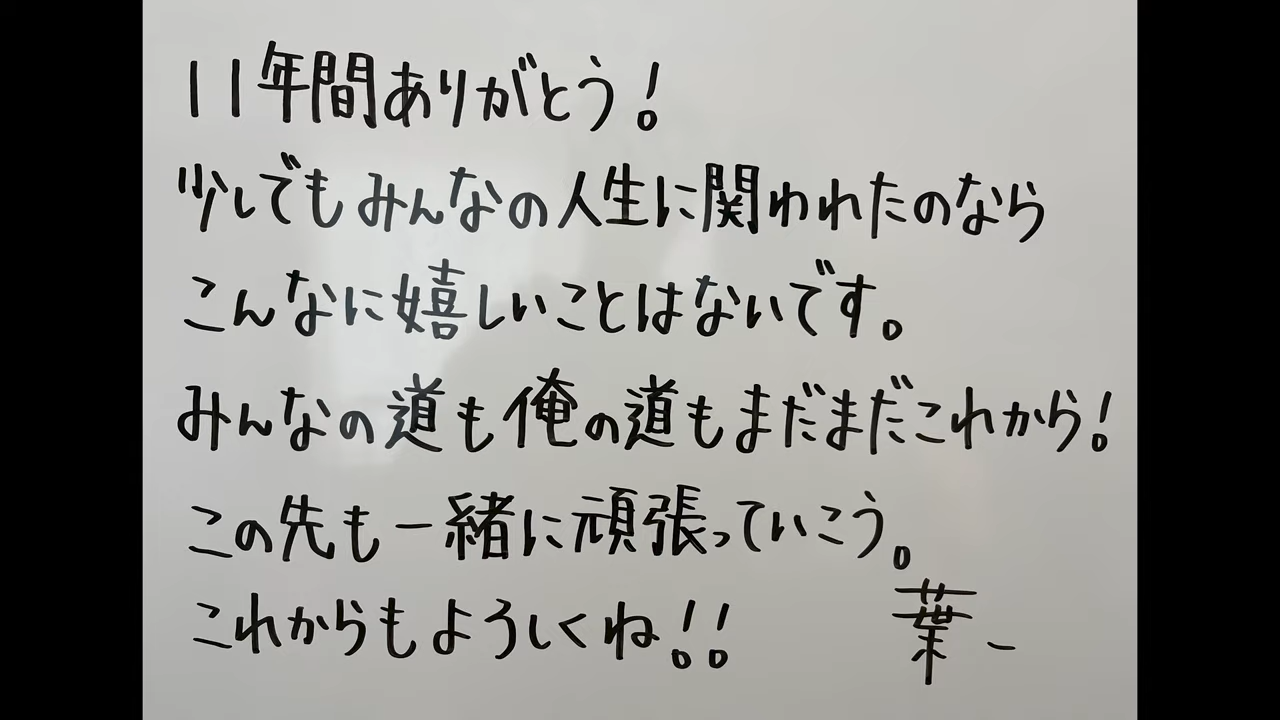 11年間ありがとう!
少しでもみんなの人生に関われたのなら
こんなに嬉しいことはないです。
みんなの道も俺の道もまだまだこれから!
この先も一緒に頑張っていこう。
これからもよろしくね!!
葉一